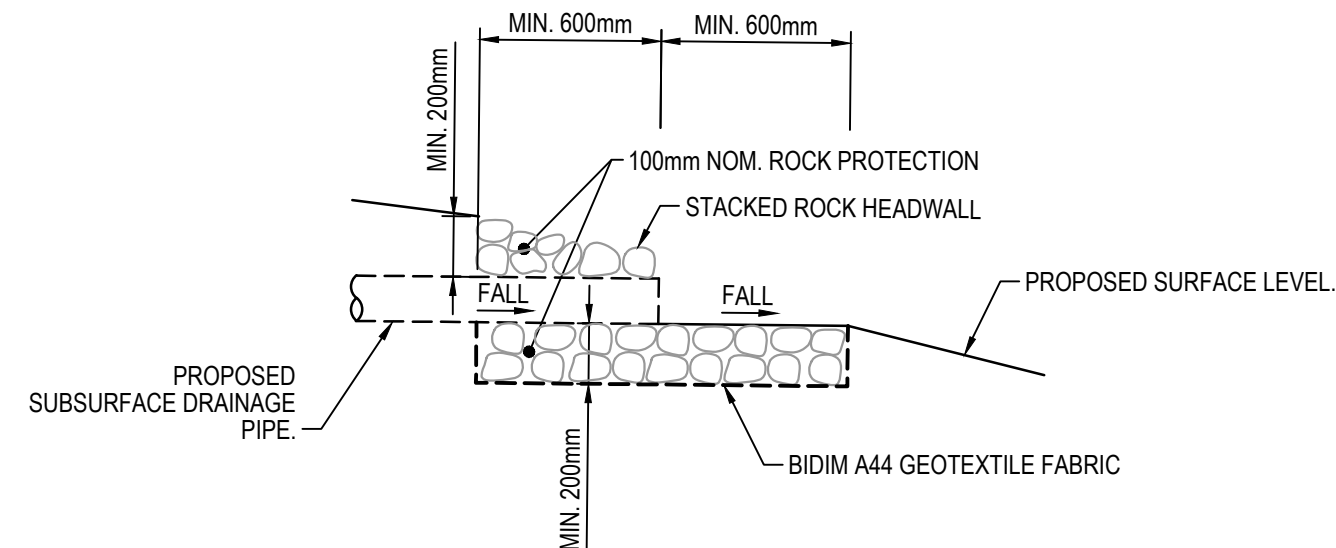 MIN. 600mm
MIN. 600mm
MIN. 200mm
100mm NOM. ROCK PROTECTION
STACKED ROCK HEADWALL
PROPOSED SURFACE LEVEL.
FALL
FALL
PROPOSED
SUBSURFACE DRAINAGE
PIPE.
BIDIM A44 GEOTEXTILE FABRIC
MIN. 200mm